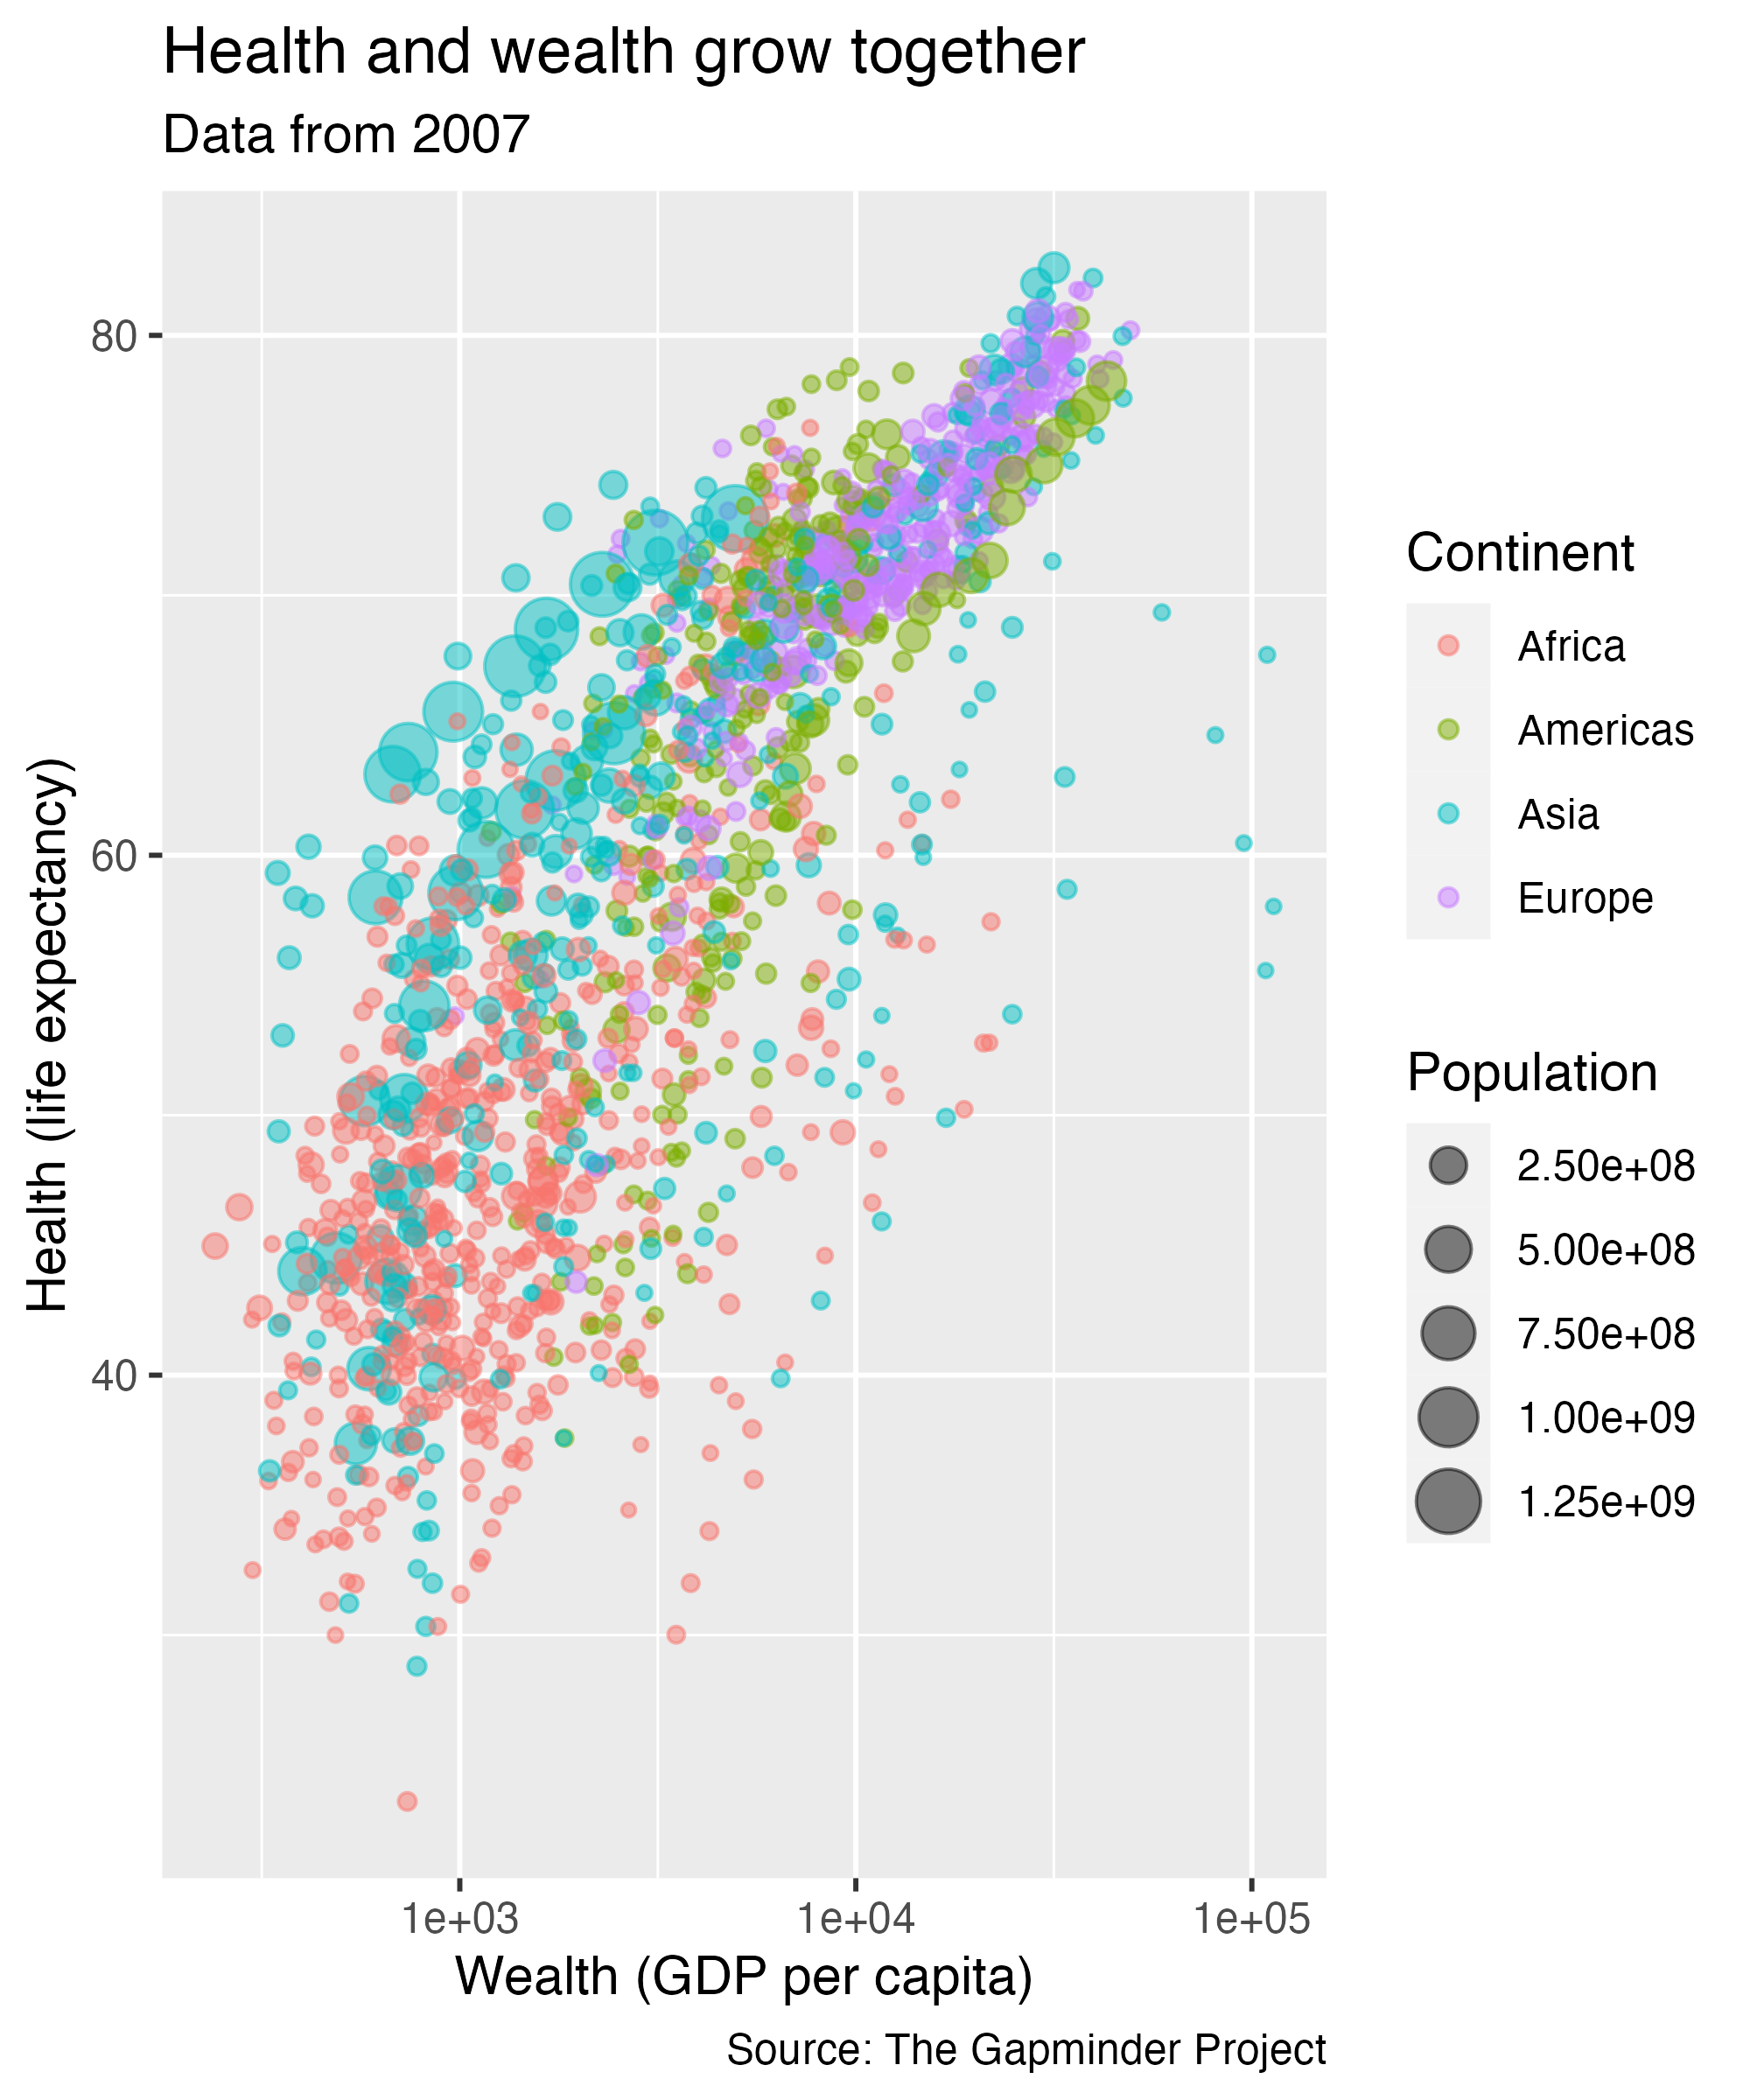 Health and wealth grow together
Data from 2007
Health (life expectancy)
80
60
40
1e+03
1e+04
1e+05
Wealth (GDP per capita)
Source: The Gapminder Project
Continent
Africa
Americas
Asia
Europe
Population
2.50e+08
5.00e+08
7.50e+08
1.00e+09
1.25e+09